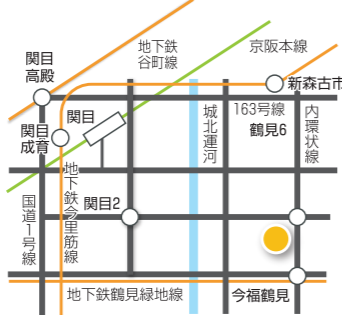 関目
高殿
地下鉄
谷町線
京阪本線
新森古市
関目
関目
成育
163号線
鶴見6
城北運河
内環状線
国道1号線
地下鉄今里筋線
関目2
地下鉄鶴見緑地線
今福鶴見